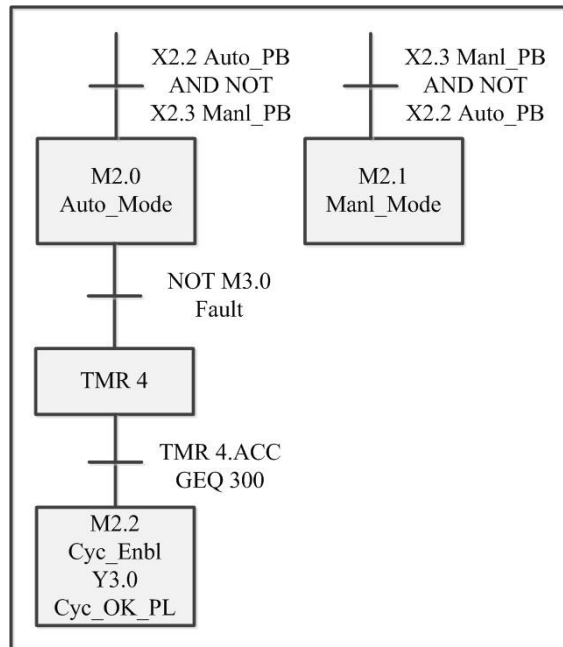 X2.2 Auto_PB
AND NOT
X2.3 Manl_PB
X2.3 Manl_PB
AND NOT
X2.2 Auto_PB
M2.0
Auto_Mode
M2.1
Manl_Mode
NOT M3.0
Fault
TMR 4
TMR 4.ACC
GEQ 300
M2.2
Cyc_Enbl
Y3.0
Cyc_OK_PL